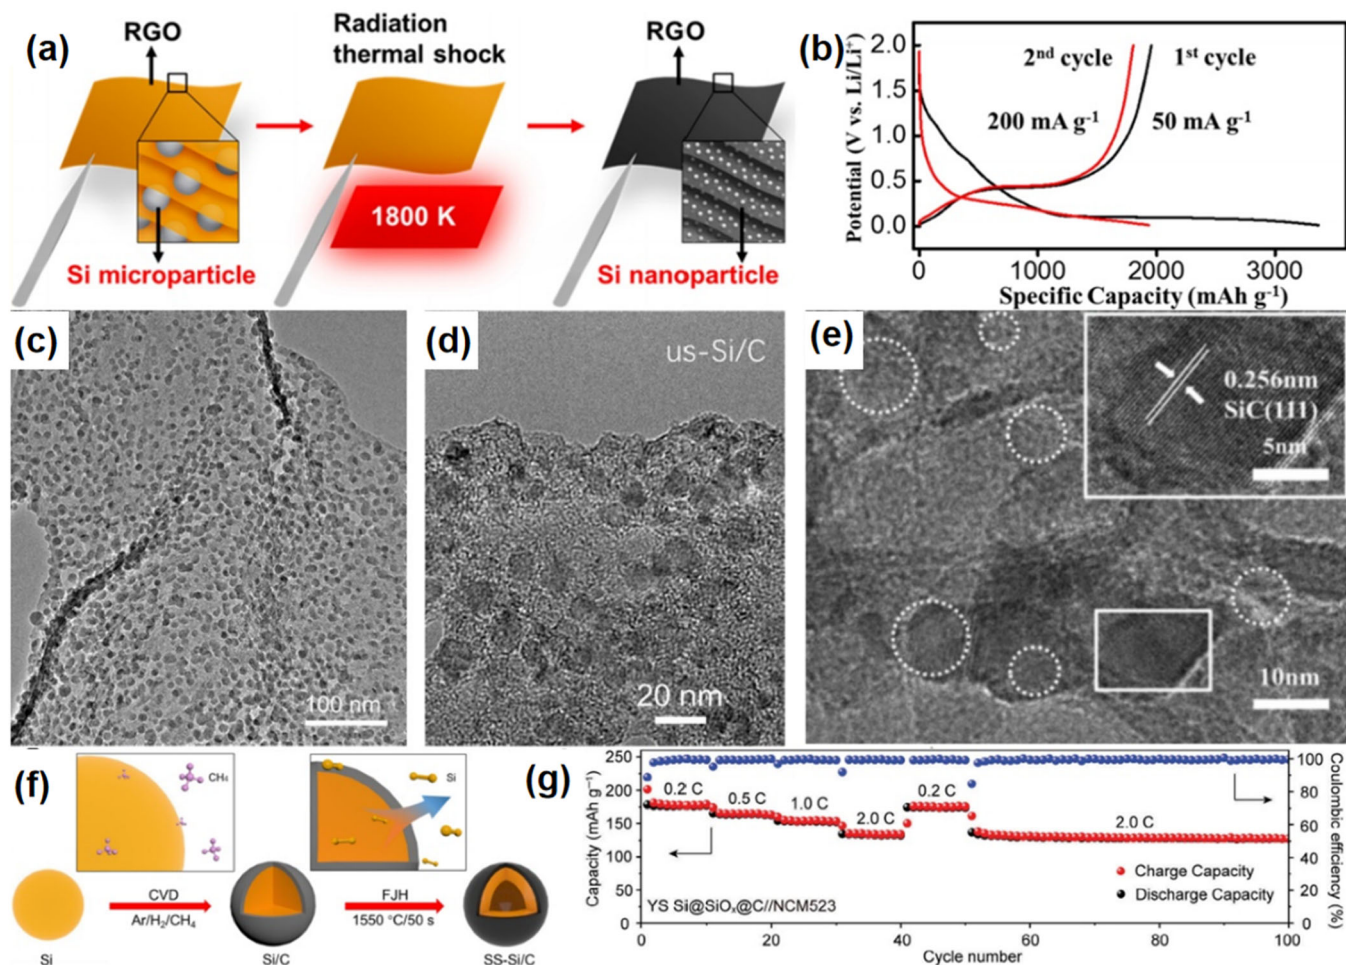 (a)
RGO
Si microparticle
Radiation
thermal shock
1800 K
RGO
Si nanoparticle
(b)
Potential (V vs. Li/Li⁺)
2.0
1.5
1.0
0.5
0.0
2nd cycle
1st cycle
200 mA g⁻¹
50 mA g⁻¹
0
1000
2000
3000
Specific Capacity (mAh g⁻¹)
(c)
100 nm
(d)
us-Si/C
20 nm
(e)
0.256nm
SiC(111)
5nm
10nm
(f)
CH₄
Si
CVD
Ar/H₂/CH₄
FJH
1550 °C/50 s
Si
Si/C
SS-Si/C
(g)
Capacity (mAh g⁻¹)
250
225
200
175
150
125
100
75
50
25
0
0.2 C
0.5 C
1.0 C
2.0 C
0.2 C
2.0 C
Charge Capacity
Discharge Capacity
YS Si@SiOₓ@C//NCM523
0
20
40
60
80
100
Cycle number
100
80
60
40
20
0
Coulombic efficiency (%)